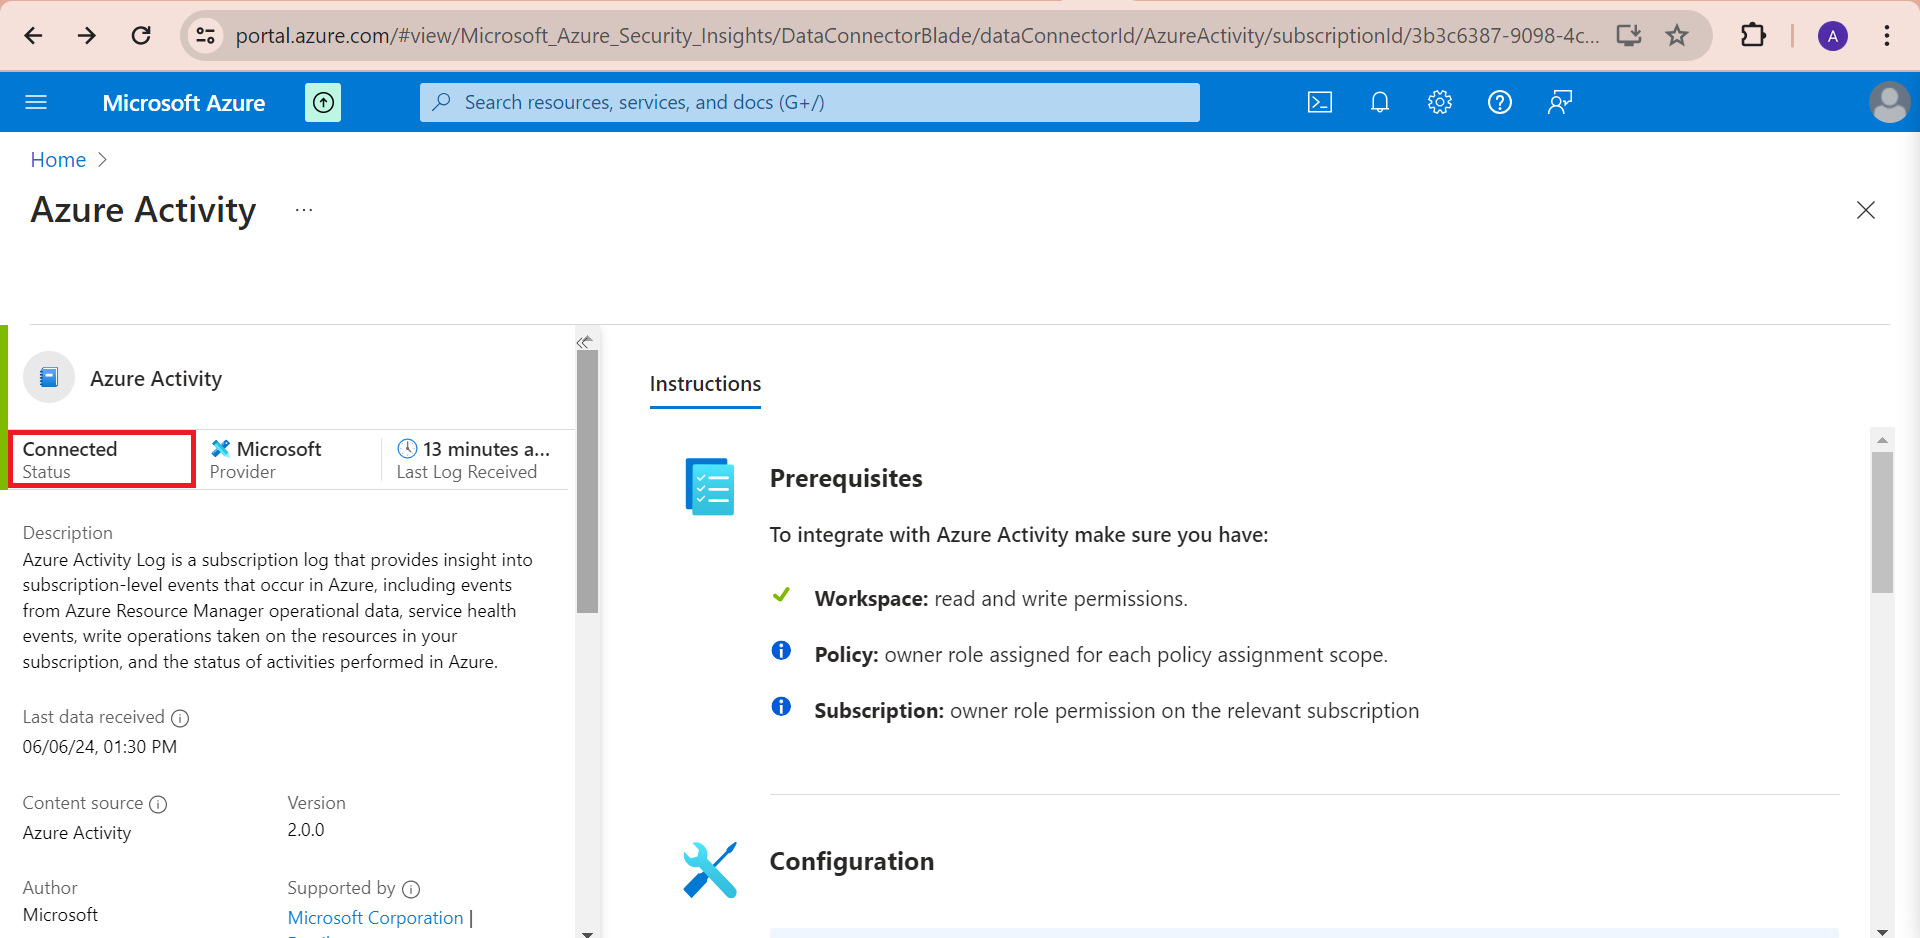 portal.azure.com/#view/Microsoft_Azure_Security_Insights/DataConnectorBlade/dataConnectorId/AzureActivity/subscriptionId/3b3c6387-9098-4c...
A
Microsoft Azure
Search resources, services, and docs (G+/)
Home
Azure Activity
...
Azure Activity
Connected
Status
Microsoft
Provider
13 minutes a...
Last Log Received
Description
Azure Activity Log is a subscription log that provides insight into
subscription-level events that occur in Azure, including events
from Azure Resource Manager operational data, service health
events, write operations taken on the resources in your
subscription, and the status of activities performed in Azure.
Last data received
06/06/24, 01:30 PM
Content source
Azure Activity
Version
2.0.0
Author
Microsoft
Supported by
Microsoft Corporation |
Instructions
Prerequisites
To integrate with Azure Activity make sure you have:
Workspace: read and write permissions.
Policy: owner role assigned for each policy assignment scope.
Subscription: owner role permission on the relevant subscription
Configuration